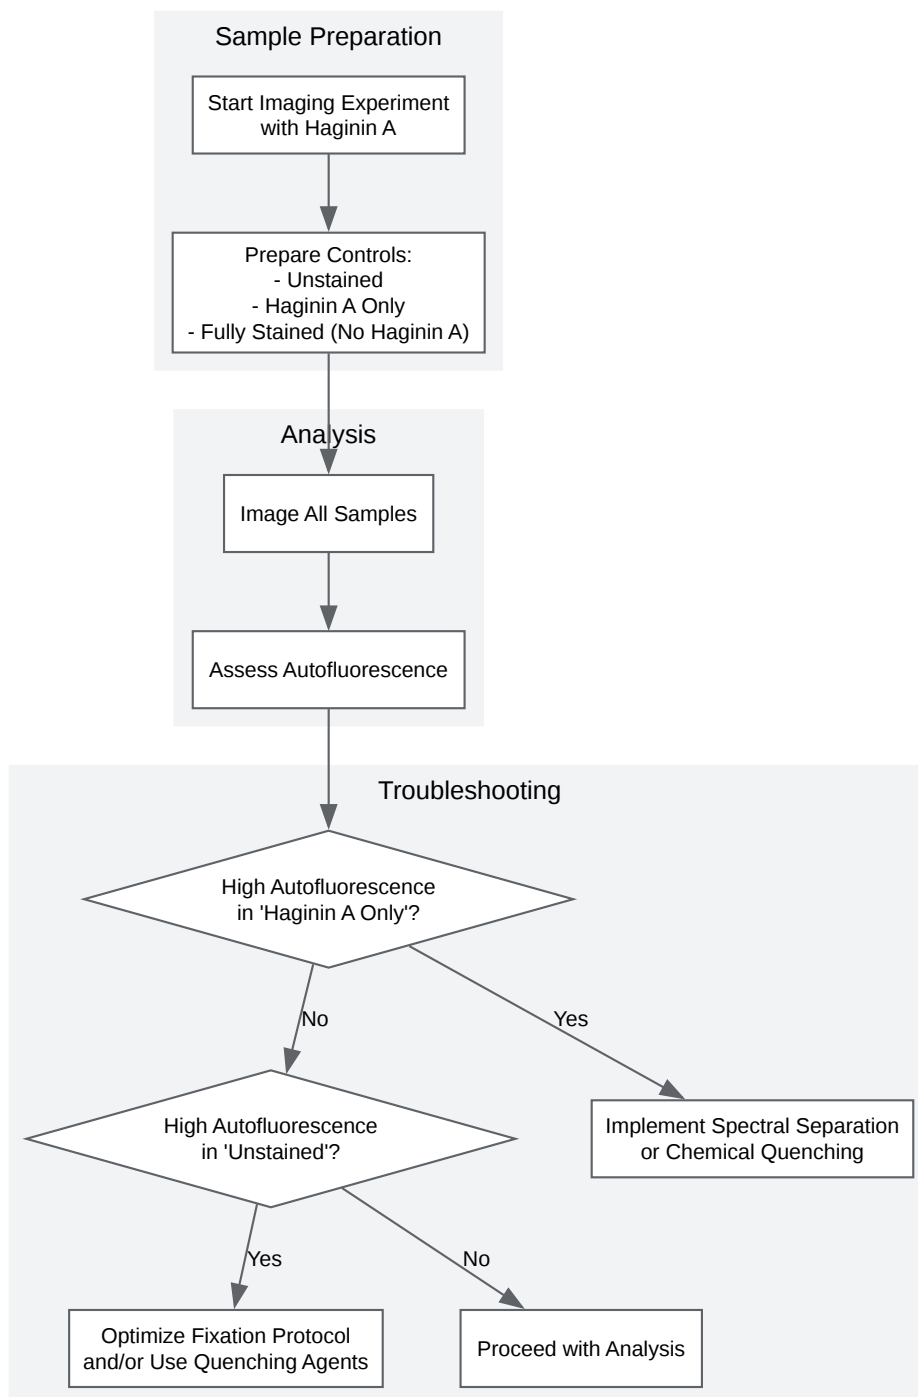 Sample Preparation
Start Imaging Experiment
with Haginin A
Prepare Controls:
- Unstained
- Haginin A Only
- Fully Stained (No Haginin A)
Analysis
Image All Samples
Assess Autofluorescence
Troubleshooting
High Autofluorescence
in 'Haginin A Only'?
No
Yes
High Autofluorescence
in 'Unstained'?
Implement Spectral Separation
or Chemical Quenching
Yes
No
Optimize Fixation Protocol
and/or Use Quenching Agents
Proceed with Analysis